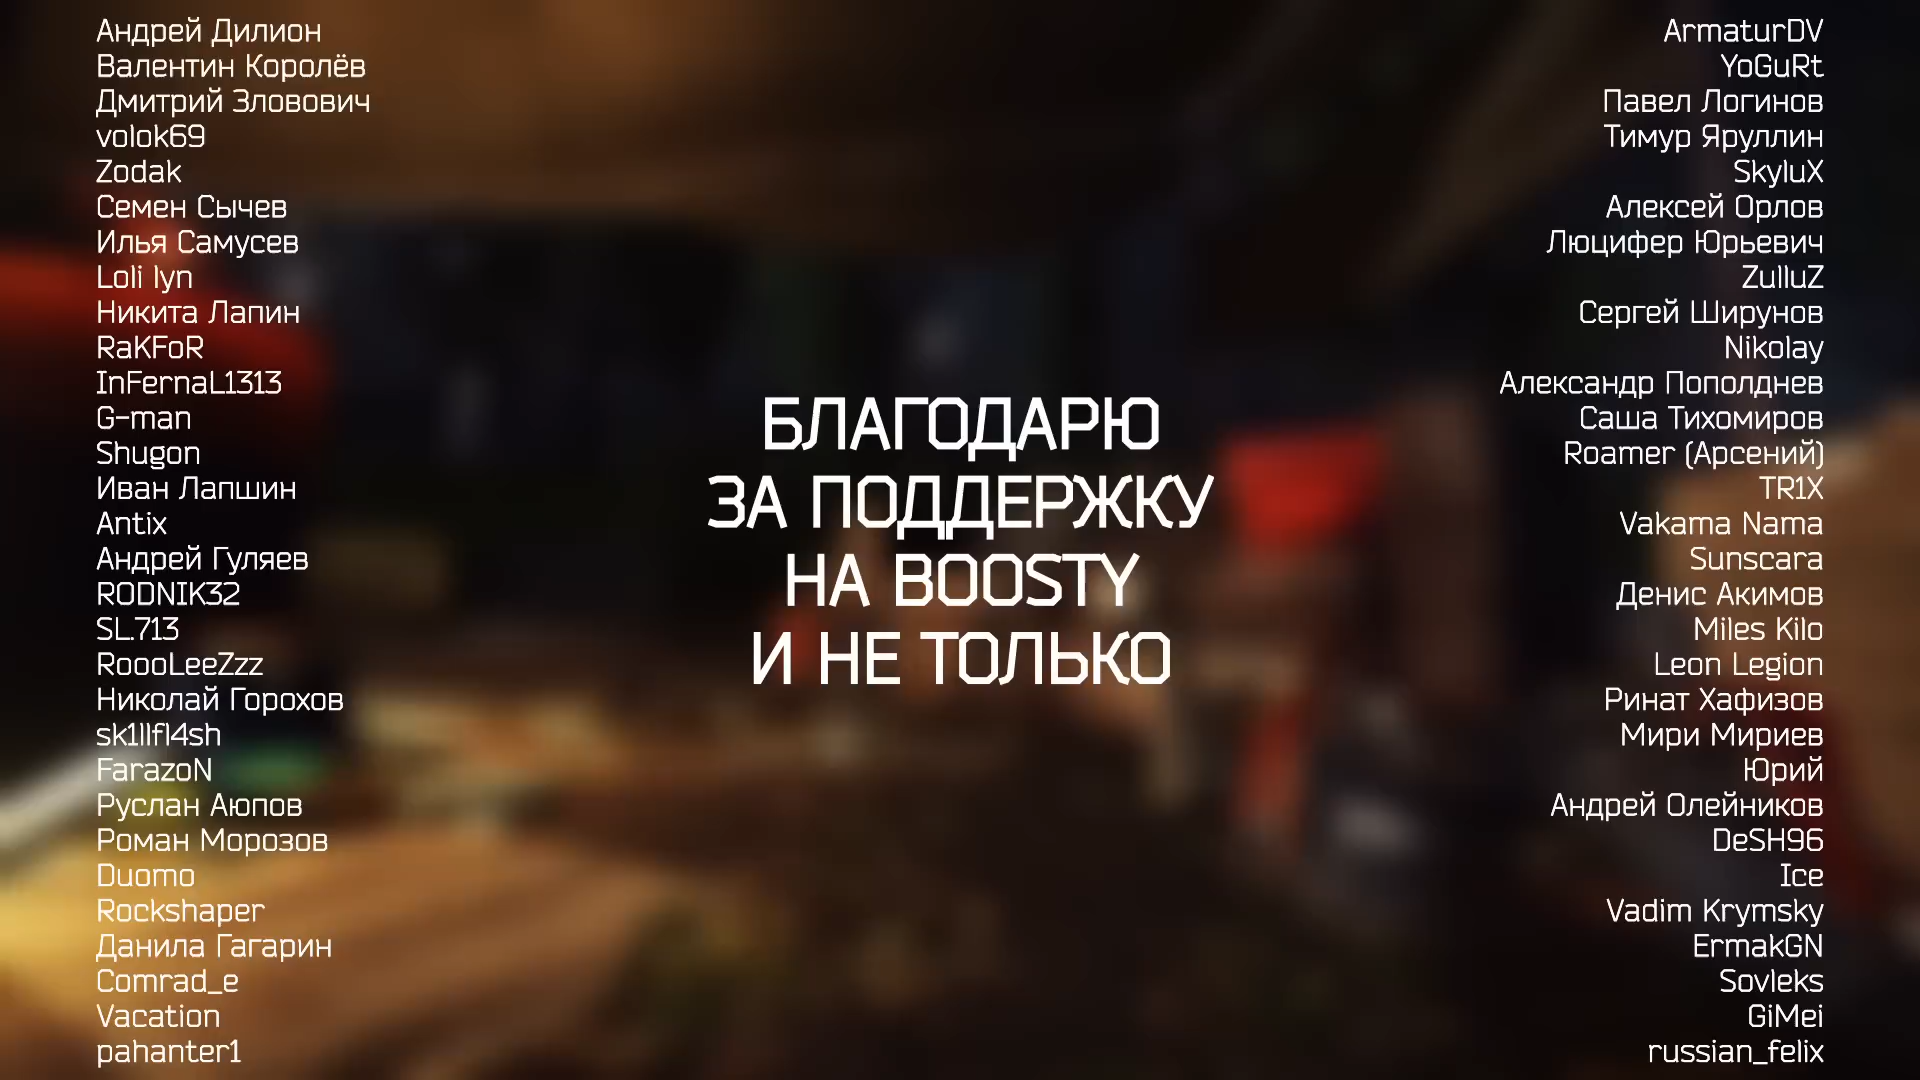 Андрей Дилион
Валентин Королёв
Дмитрий Зловович
volok69
Zodak
Семен Сычев
Илья Самусев
Loli lyn
Никита Лапин
RaKFoR
InFernaL1313
G-man
Shugon
Иван Лапшин
Antix
Андрей Гуляев
RODNIK32
SL.713
RoooLeeZzz
Николай Горохов
sk1llfl4sh
FarazoN
Руслан Аюпов
Роман Морозов
Duomo
Rockshaper
Данила Гагарин
Comrad_e
Vacation
pahanter1
БЛАГОДАРЮ
ЗА ПОДДЕРЖКУ
НА BOOSTY
И НЕ ТОЛЬКО
ArmaturDV
YoGuRt
Павел Логинов
Тимур Яруллин
SkyluX
Алексей Орлов
Люцифер Юрьевич
ZulluZ
Сергей Ширунов
Nikolay
Александр Пополднев
Саша Тихомиров
Roamer (Арсений)
TR1X
Vakama Nama
Sunscara
Денис Акимов
Miles Kilo
Leon Legion
Ринат Хафизов
Мири Мириев
Юрий
Андрей Олейников
DeSH96
Ice
Vadim Krymsky
ErmakGN
Sovleks
GiMei
russian_felix